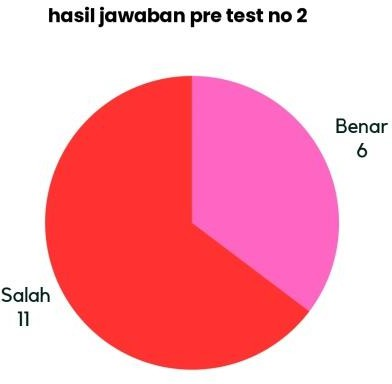 hasil jawaban pre test no 2
Benar
6
Salah
11